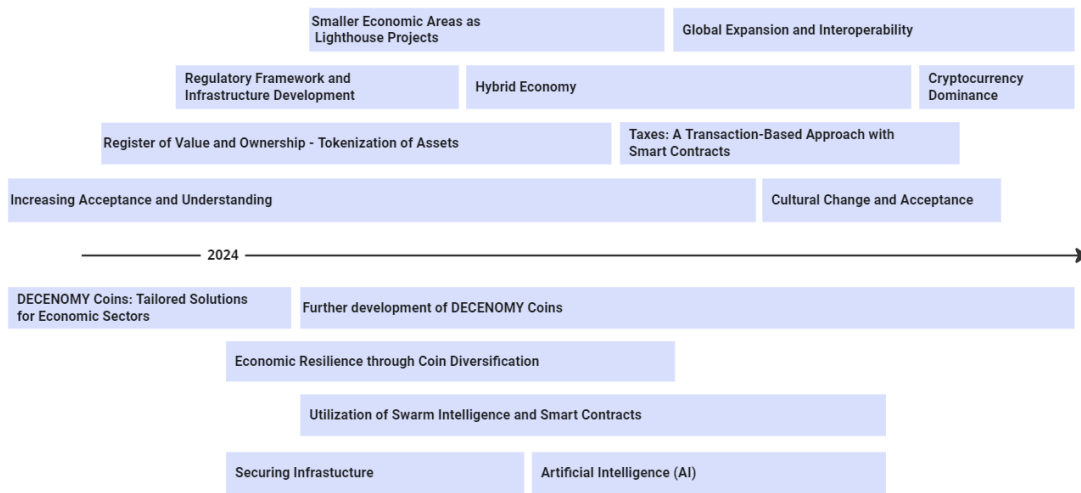 Smaller Economic Areas as
Lighthouse Projects
Global Expansion and Interoperability
Regulatory Framework and
Infrastructure Development
Hybrid Economy
Cryptocurrency
Dominance
Register of Value and Ownership - Tokenization of Assets
Taxes: A Transaction-Based Approach with
Smart Contracts
Increasing Acceptance and Understanding
Cultural Change and Acceptance
2024
DECENOMY Coins: Tailored Solutions
for Economic Sectors
Further development of DECENOMY Coins
Economic Resilience through Coin Diversification
Utilization of Swarm Intelligence and Smart Contracts
Securing Infrastucture
Artificial Intelligence (AI)